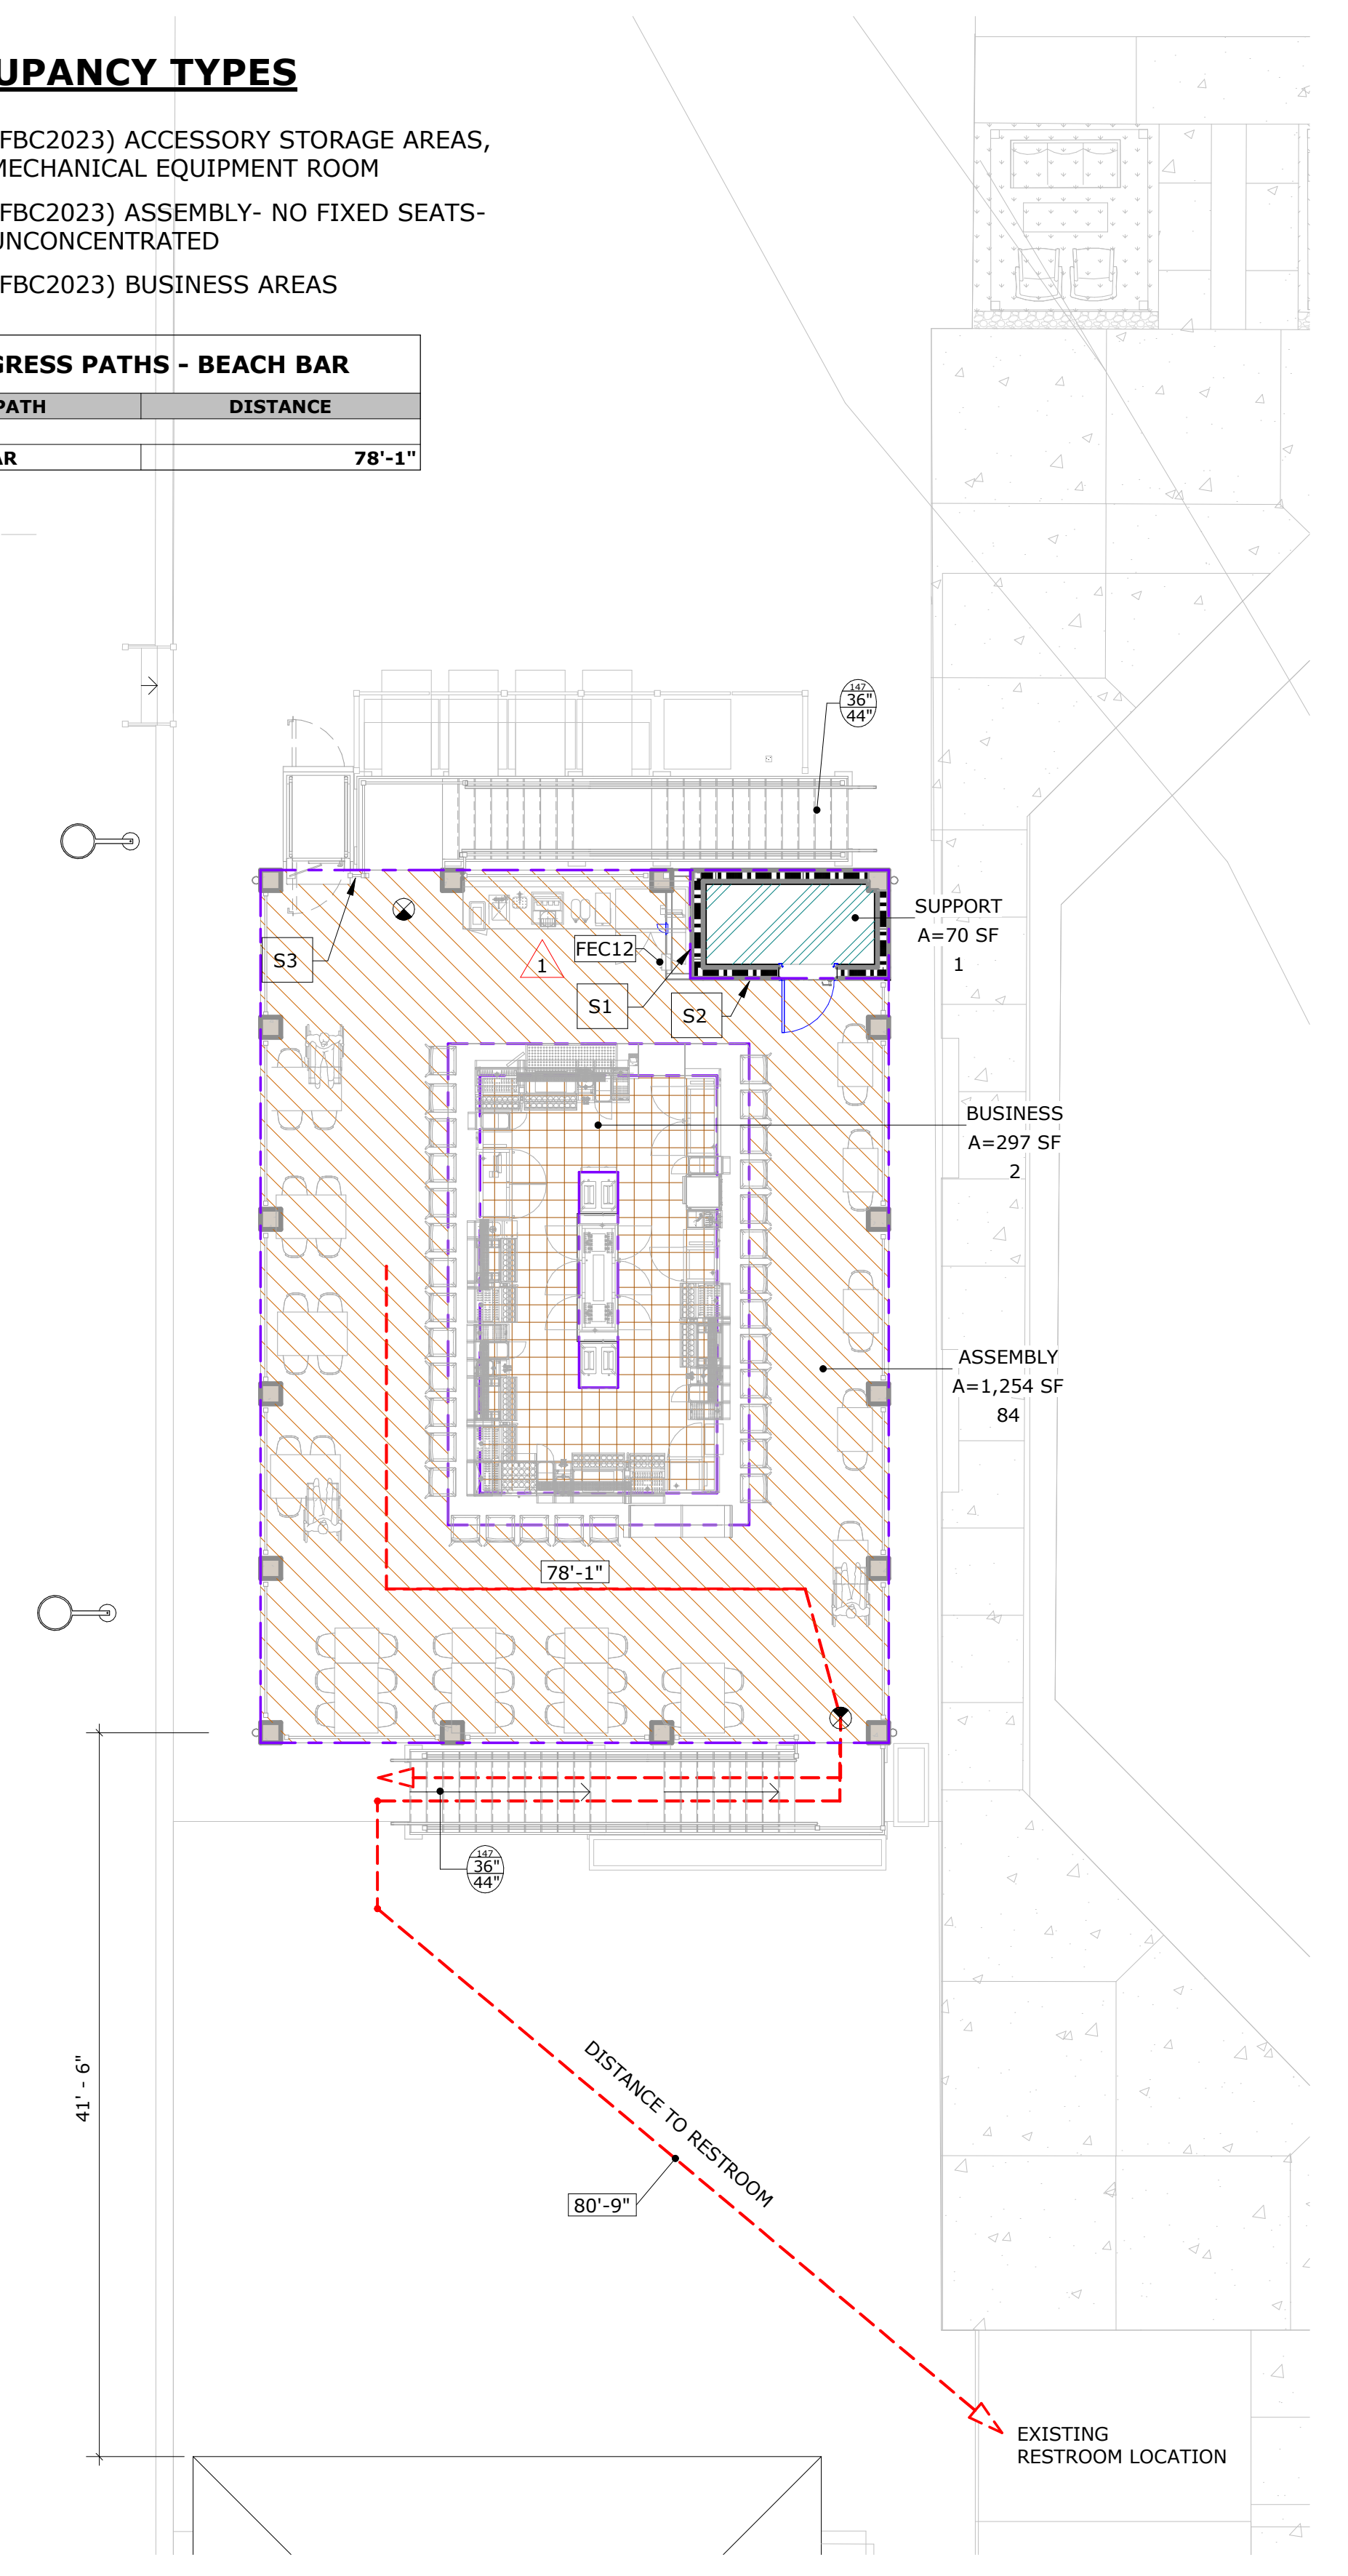 UPANCY TYPES
FBC2023) ACCESSORY STORAGE AREAS,
MECHANICAL EQUIPMENT ROOM
FBC2023) ASSEMBLY- NO FIXED SEATS-
UNCONCENTRATED
FBC2023) BUSINESS AREAS
GRESS PATHS - BEACH BAR
PATH DISTANCE
AR 78'-1"
147
36"
44"
SUPPORT
A=70 SF
1
FEC12
S3
1
S1
S2
BUSINESS
A=297 SF
2
ASSEMBLY
A=1,254 SF
84
78'-1"
147
36"
44"
41' - 6"
DISTANCE TO RESTROOM
80'-9"
EXISTING
RESTROOM LOCATION